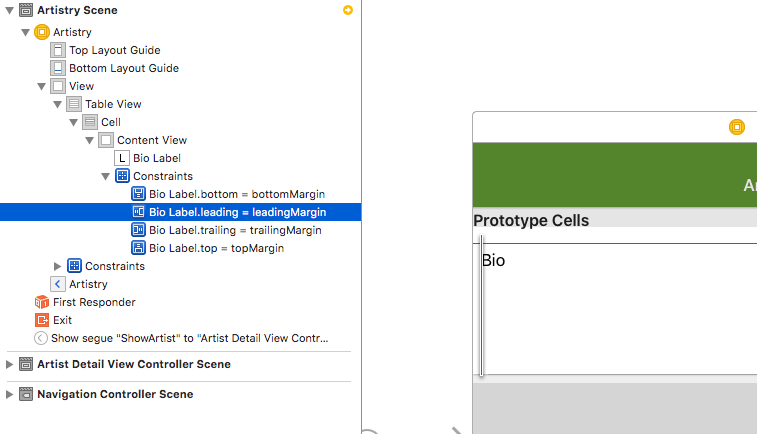 Artistry Scene
Artistry
Top Layout Guide
Bottom Layout Guide
View
Table View
Cell
Content View
L Bio Label
Constraints
Bio Label.bottom = bottomMargin
Bio Label.leading = leadingMargin
Bio Label.trailing = trailingMargin
Bio Label.top = topMargin
Constraints
Artistry
First Responder
Exit
Show segue "ShowArtist" to "Artist Detail View Contr...
Artist Detail View Controller Scene
Navigation Controller Scene
Ar
Prototype Cells
Bio